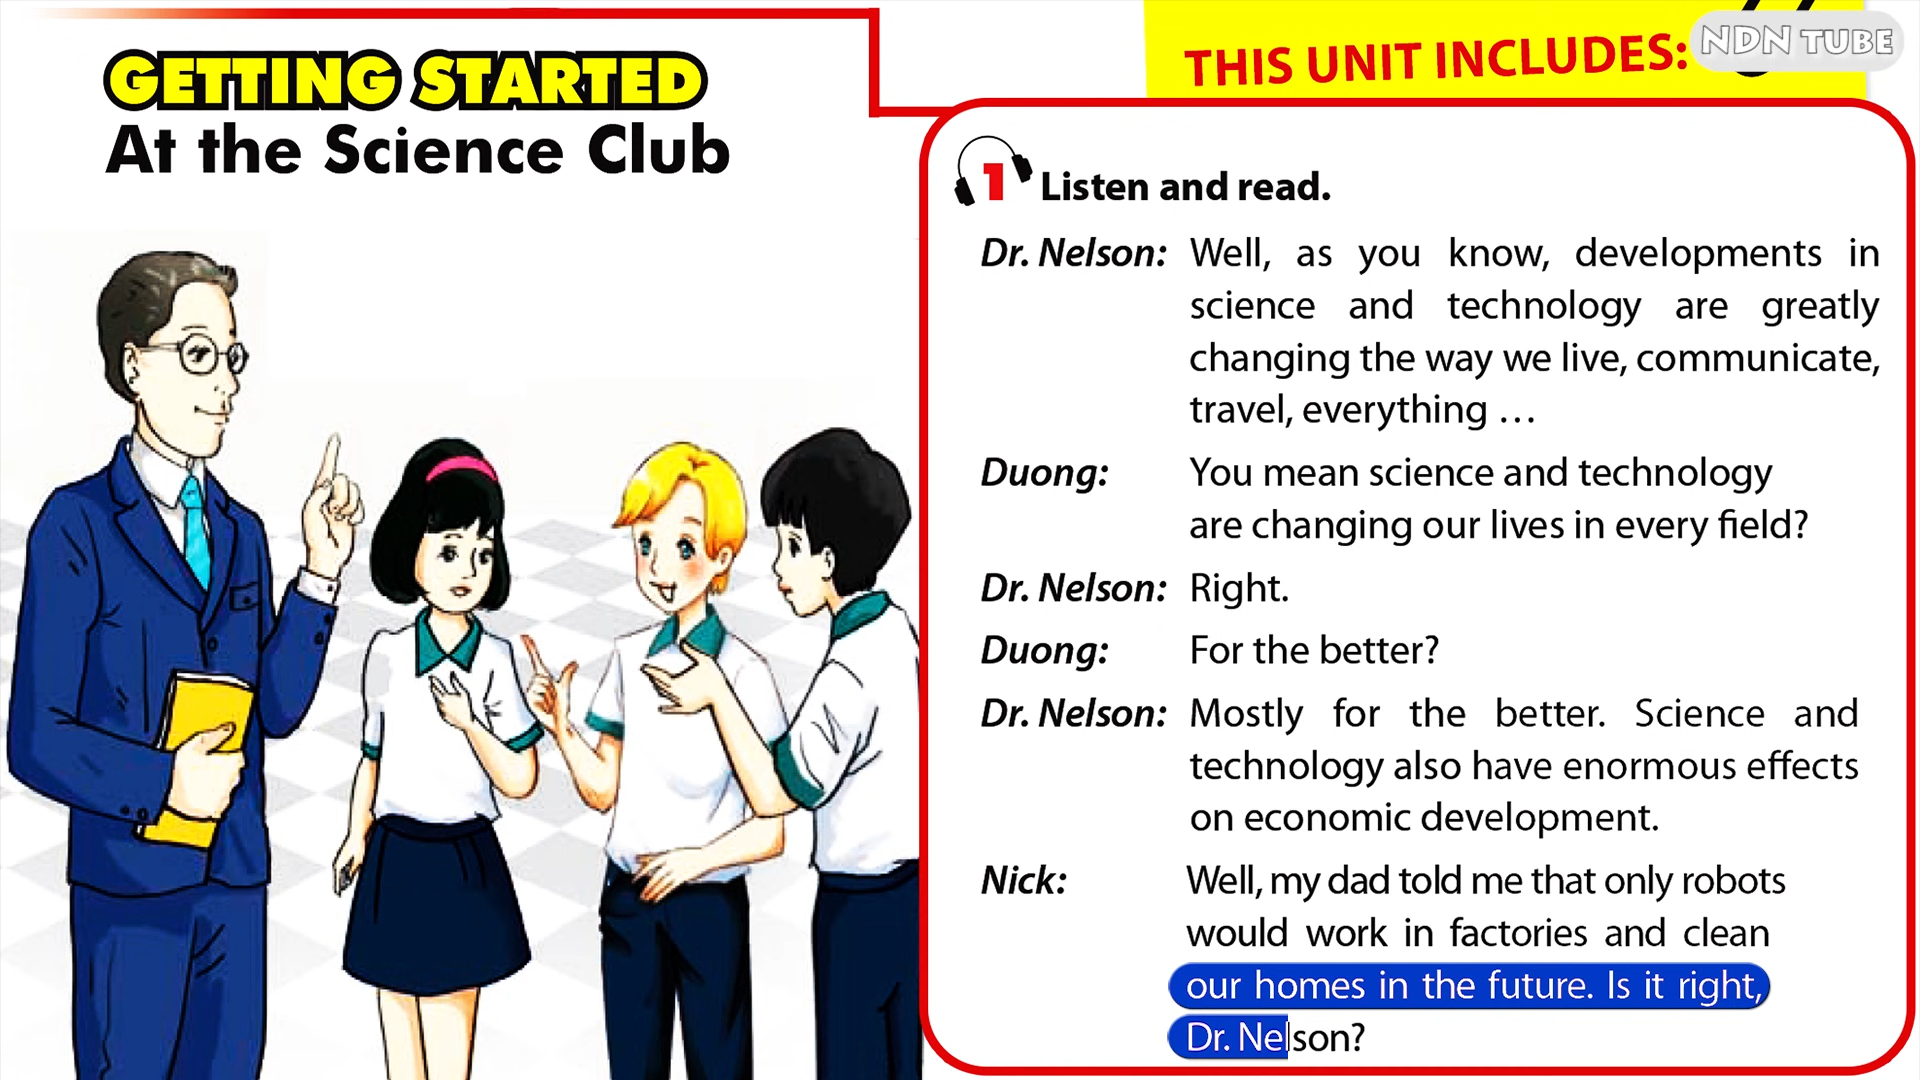 GETTING STARTED
At the Science Club
THIS UNIT INCLUDES:
NDN TUBE
1 Listen and read.
Dr. Nelson: Well, as you know, developments in
science and technology are greatly
changing the way we live, communicate,
travel, everything …
Duong: You mean science and technology
are changing our lives in every field?
Dr. Nelson: Right.
Duong: For the better?
Dr. Nelson: Mostly for the better. Science and
technology also have enormous effects
on economic development.
Nick: Well, my dad told me that only robots
would work in factories and clean
our homes in the future. Is it right,
Dr. Nelson?